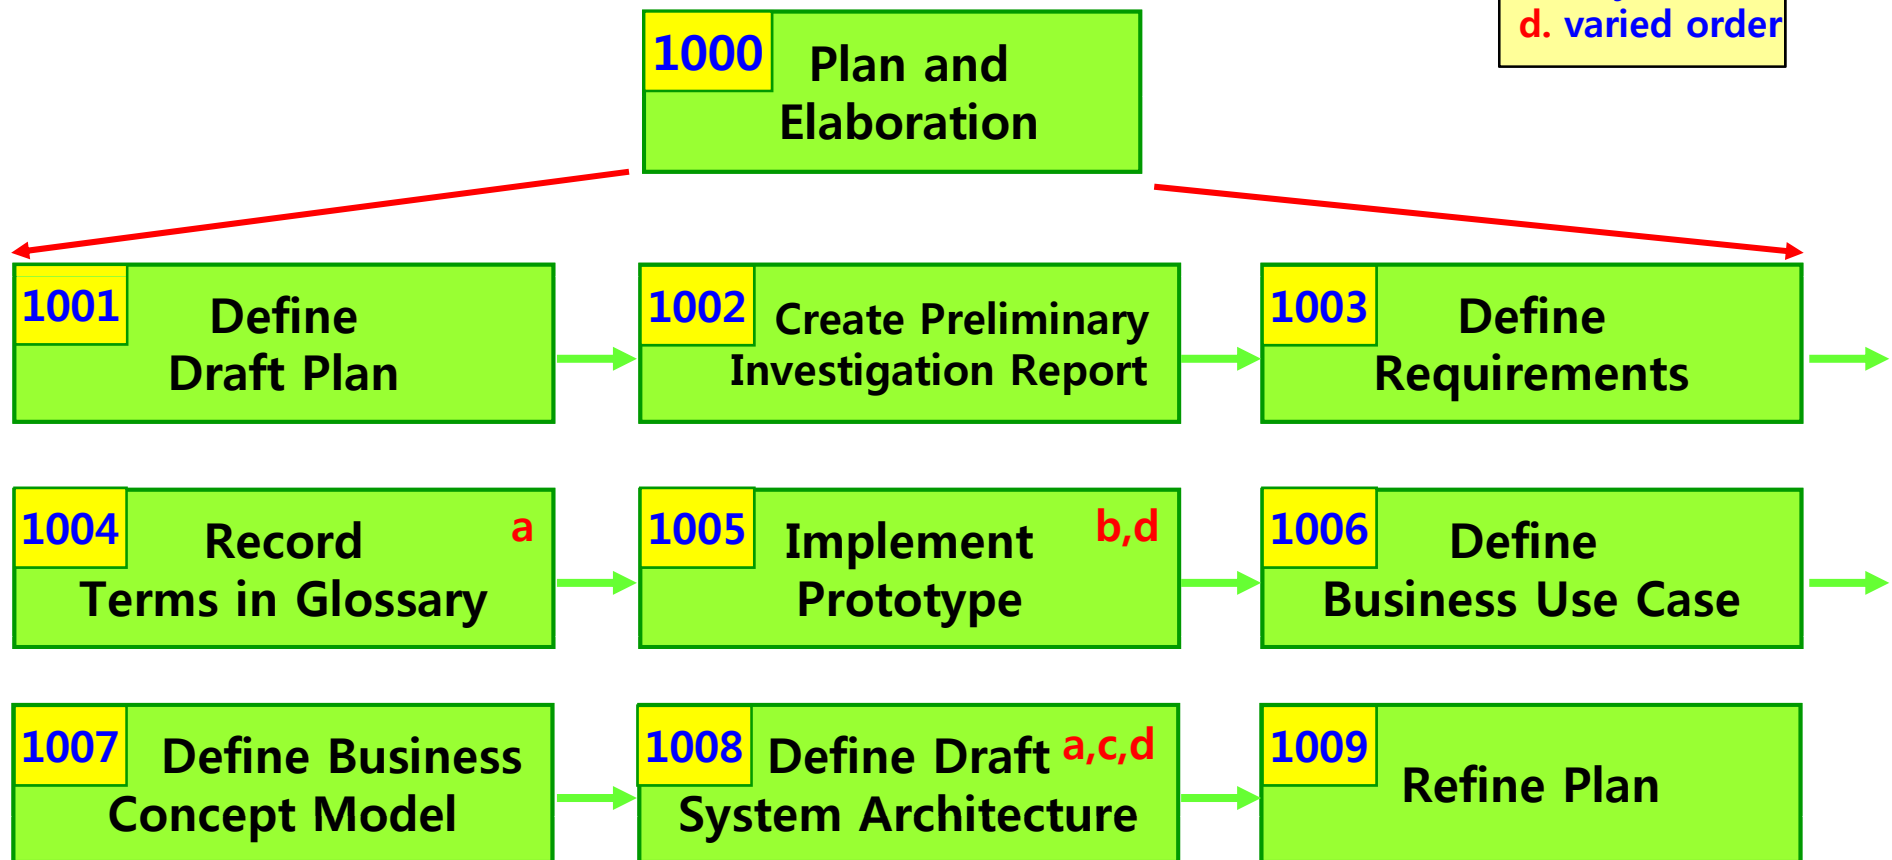 d. varied order
1000
Plan and
Elaboration
1001
Define
Draft Plan
1002
Create Preliminary
Investigation Report
1003
Define
Requirements
1004
Record
a
Terms in Glossary
1005
Implement
b,d
Prototype
1006
Define
Business Use Case
1007
Define Business
Concept Model
1008
Define Draft
a,c,d
System Architecture
1009
Refine Plan